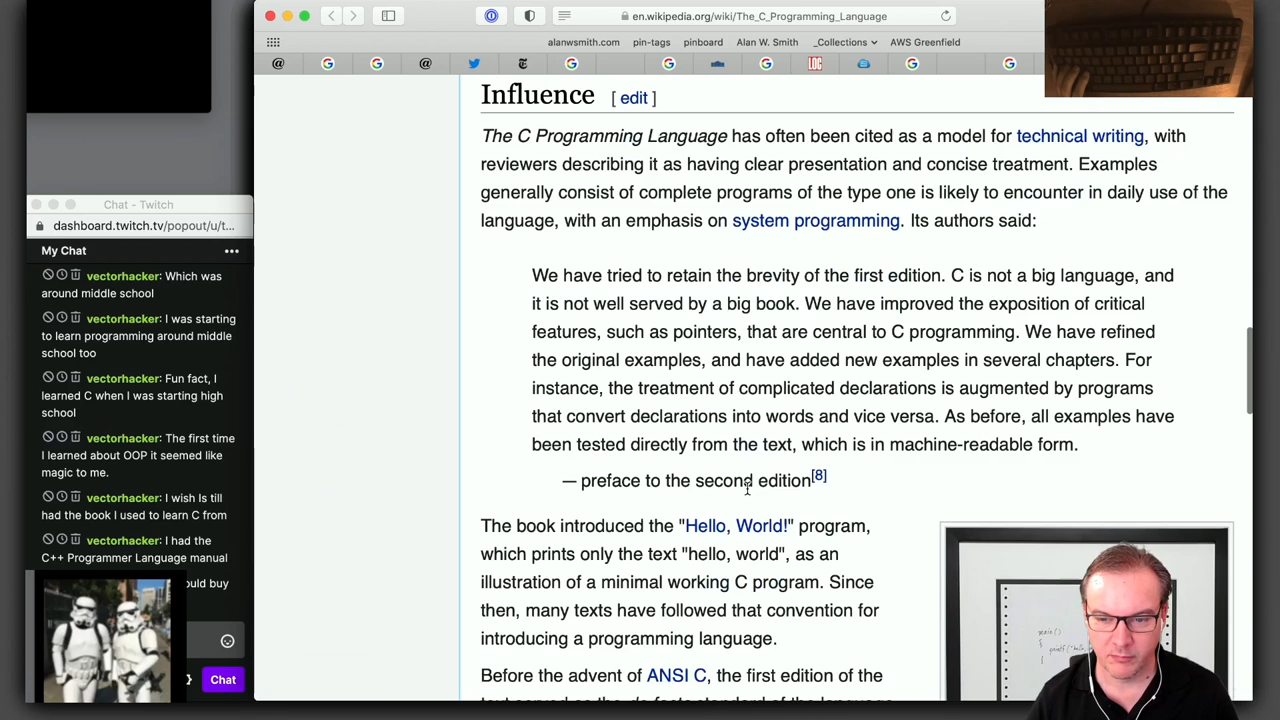 en.wikipedia.org/wiki/The_C_Programming_Language
alanwsmith.com pin-tags pinboard Alan W. Smith _Collections AWS Greenfield
Influence [ edit ]
The C Programming Language has often been cited as a model for technical writing, with
reviewers describing it as having clear presentation and concise treatment. Examples
generally consist of complete programs of the type one is likely to encounter in daily use of the
language, with an emphasis on system programming. Its authors said:
We have tried to retain the brevity of the first edition. C is not a big language, and
it is not well served by a big book. We have improved the exposition of critical
features, such as pointers, that are central to C programming. We have refined
the original examples, and have added new examples in several chapters. For
instance, the treatment of complicated declarations is augmented by programs
that convert declarations into words and vice versa. As before, all examples have
been tested directly from the text, which is in machine-readable form.
— preface to the second edition[8]
The book introduced the "Hello, World!" program,
which prints only the text "hello, world", as an
illustration of a minimal working C program. Since
then, many texts have followed that convention for
introducing a programming language.
Before the advent of ANSI C, the first edition of the
Chat - Twitch
dashboard.twitch.tv/popout/u/t...
My Chat
vectorhacker: Which was
around middle school
vectorhacker: I was starting
to learn programming around middle
school too
vectorhacker: Fun fact, I
learned C when I was starting high
school
vectorhacker: The first time
I learned about OOP it seemed like
magic to me.
vectorhacker: I wish Is till
had the book I used to learn C from
vectorhacker: I had the
C++ Programmer Language manual
buy
Chat
main()